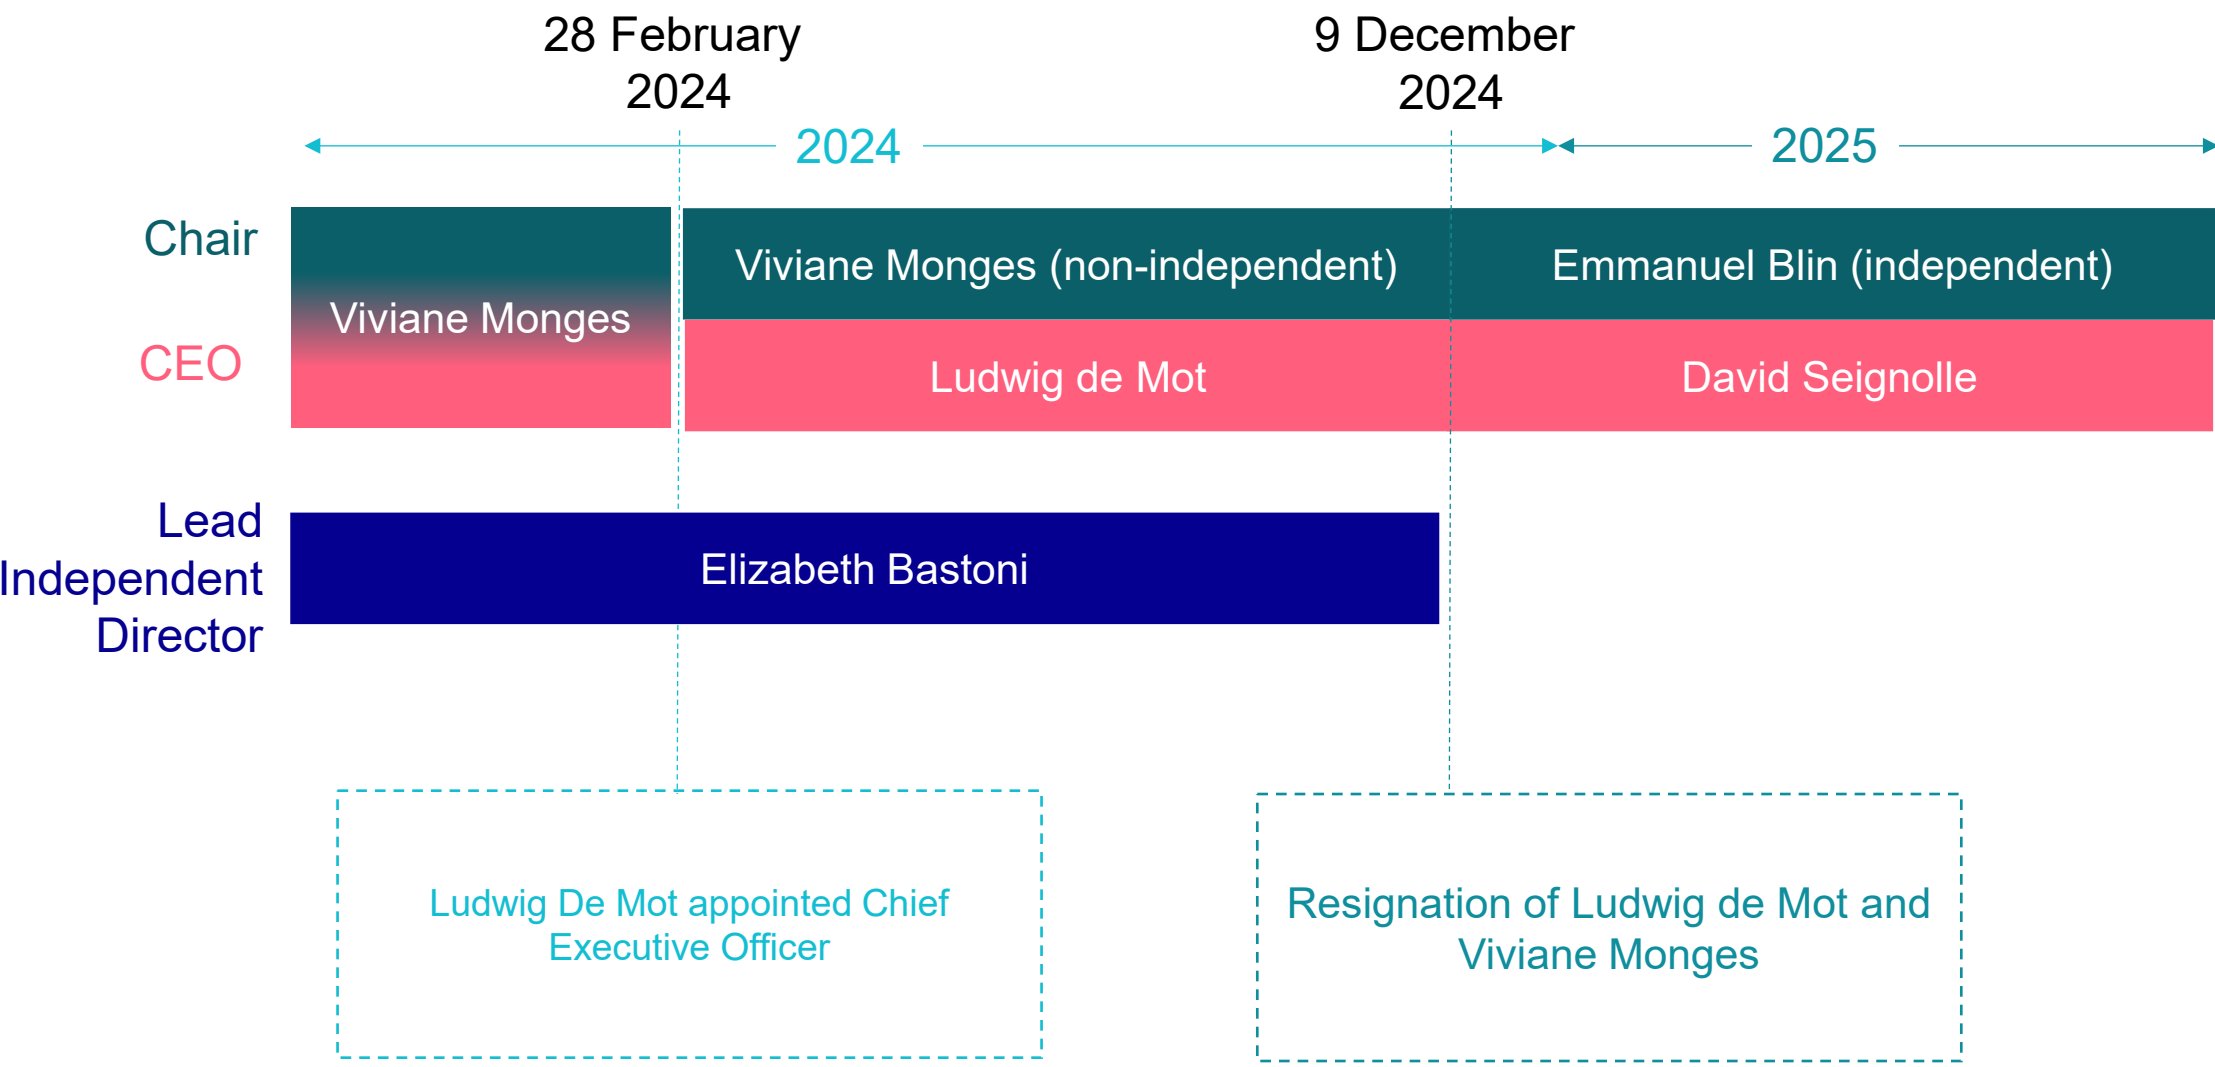 28 February
2024
9 December
2024
2024
2025
Chair
CEO
Viviane Monges
Viviane Monges (non-independent)
Emmanuel Blin (independent)
Ludwig de Mot
David Seignolle
Lead
Independent
Director
Elizabeth Bastoni
Ludwig De Mot appointed Chief
Executive Officer
Resignation of Ludwig de Mot and
Viviane Monges